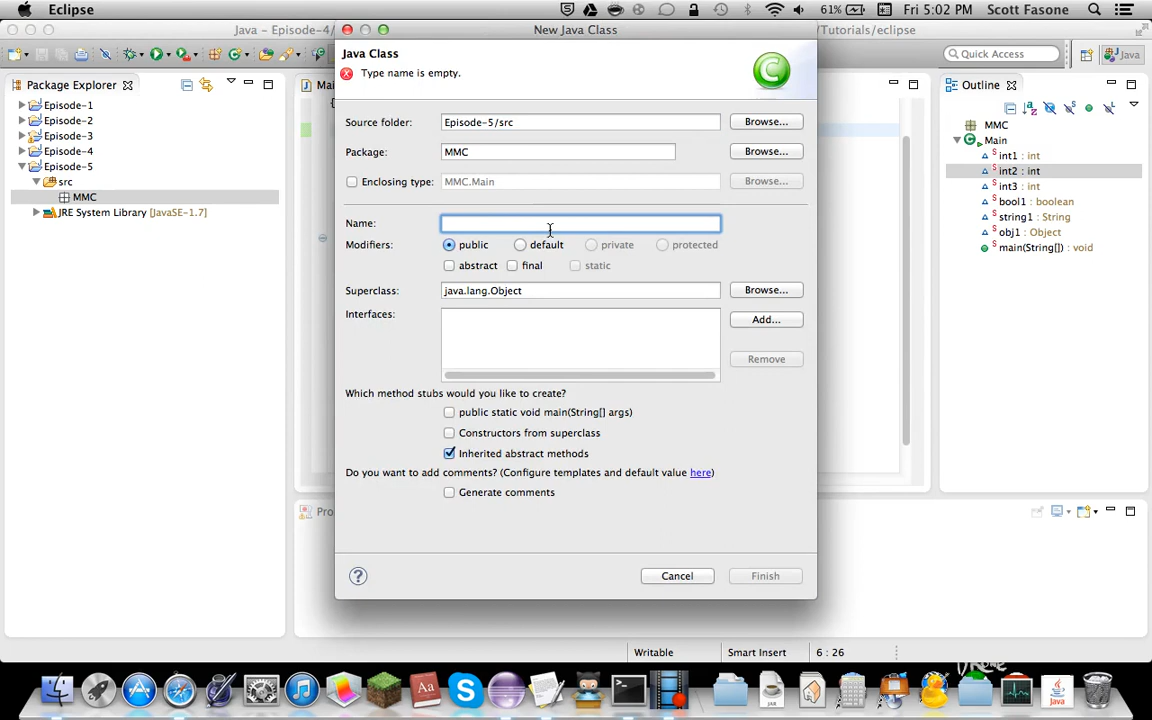 Eclipse
61%
Fri 5:02 PM Scott Fasone
Java – Episode-4/
New Java Class
/Tutorials/eclipse
Quick Access
Java
Java Class
Type name is empty.
Package Explorer
Episode-1
Episode-2
Episode-3
Episode-4
Episode-5
src
MMC
JRE System Library [JavaSE-1.7]
Mai
Source folder:
Episode-5/src
Browse...
Package:
MMC
Browse...
Enclosing type:
MMC.Main
Browse...
Name:
Modifiers:
public
default
private
protected
abstract
final
static
Superclass:
java.lang.Object
Browse...
Interfaces:
Add...
Remove
Which method stubs would you like to create?
public static void main(String[] args)
Constructors from superclass
Inherited abstract methods
Do you want to add comments? (Configure templates and default value here)
Generate comments
?
Cancel
Finish
Outline
MMC
Main
int1 : int
int2 : int
int3 : int
bool1 : boolean
string1 : String
obj1 : Object
main(String[]) : void
Pro
Writable
Smart Insert
6 : 26
Drone
JAR
Java